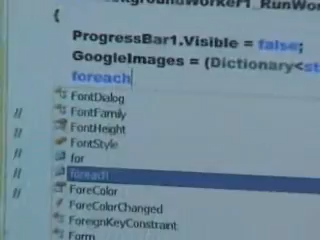 {
ProgressBar1.Visible = false;
GoogleImages = (Dictionary<st
foreach
FontDialog
FontFamily
// FontHeight
FontStyle
// for
// foreach
// ForeColor
ForeColorChanged
ForeignKeyConstraint
Form